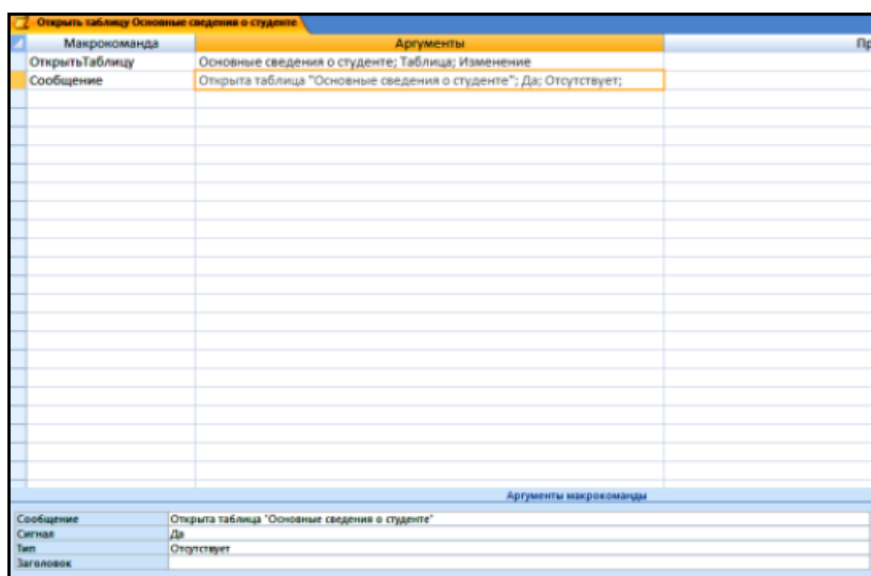 Открыть таблицу Основные сведения о студенте
Макрокоманда Аргументы
ОткрытьТаблицу Основные сведения о студенте; Таблица; Изменение
Сообщение Открыта таблица "Основные сведения о студенте"; Да; Отсутствует;
Аргументы макрокоманды
Сообщение Открыта таблица "Основные сведения о студенте"
Сигнал Да
Тип Отсутствует
Заголовок